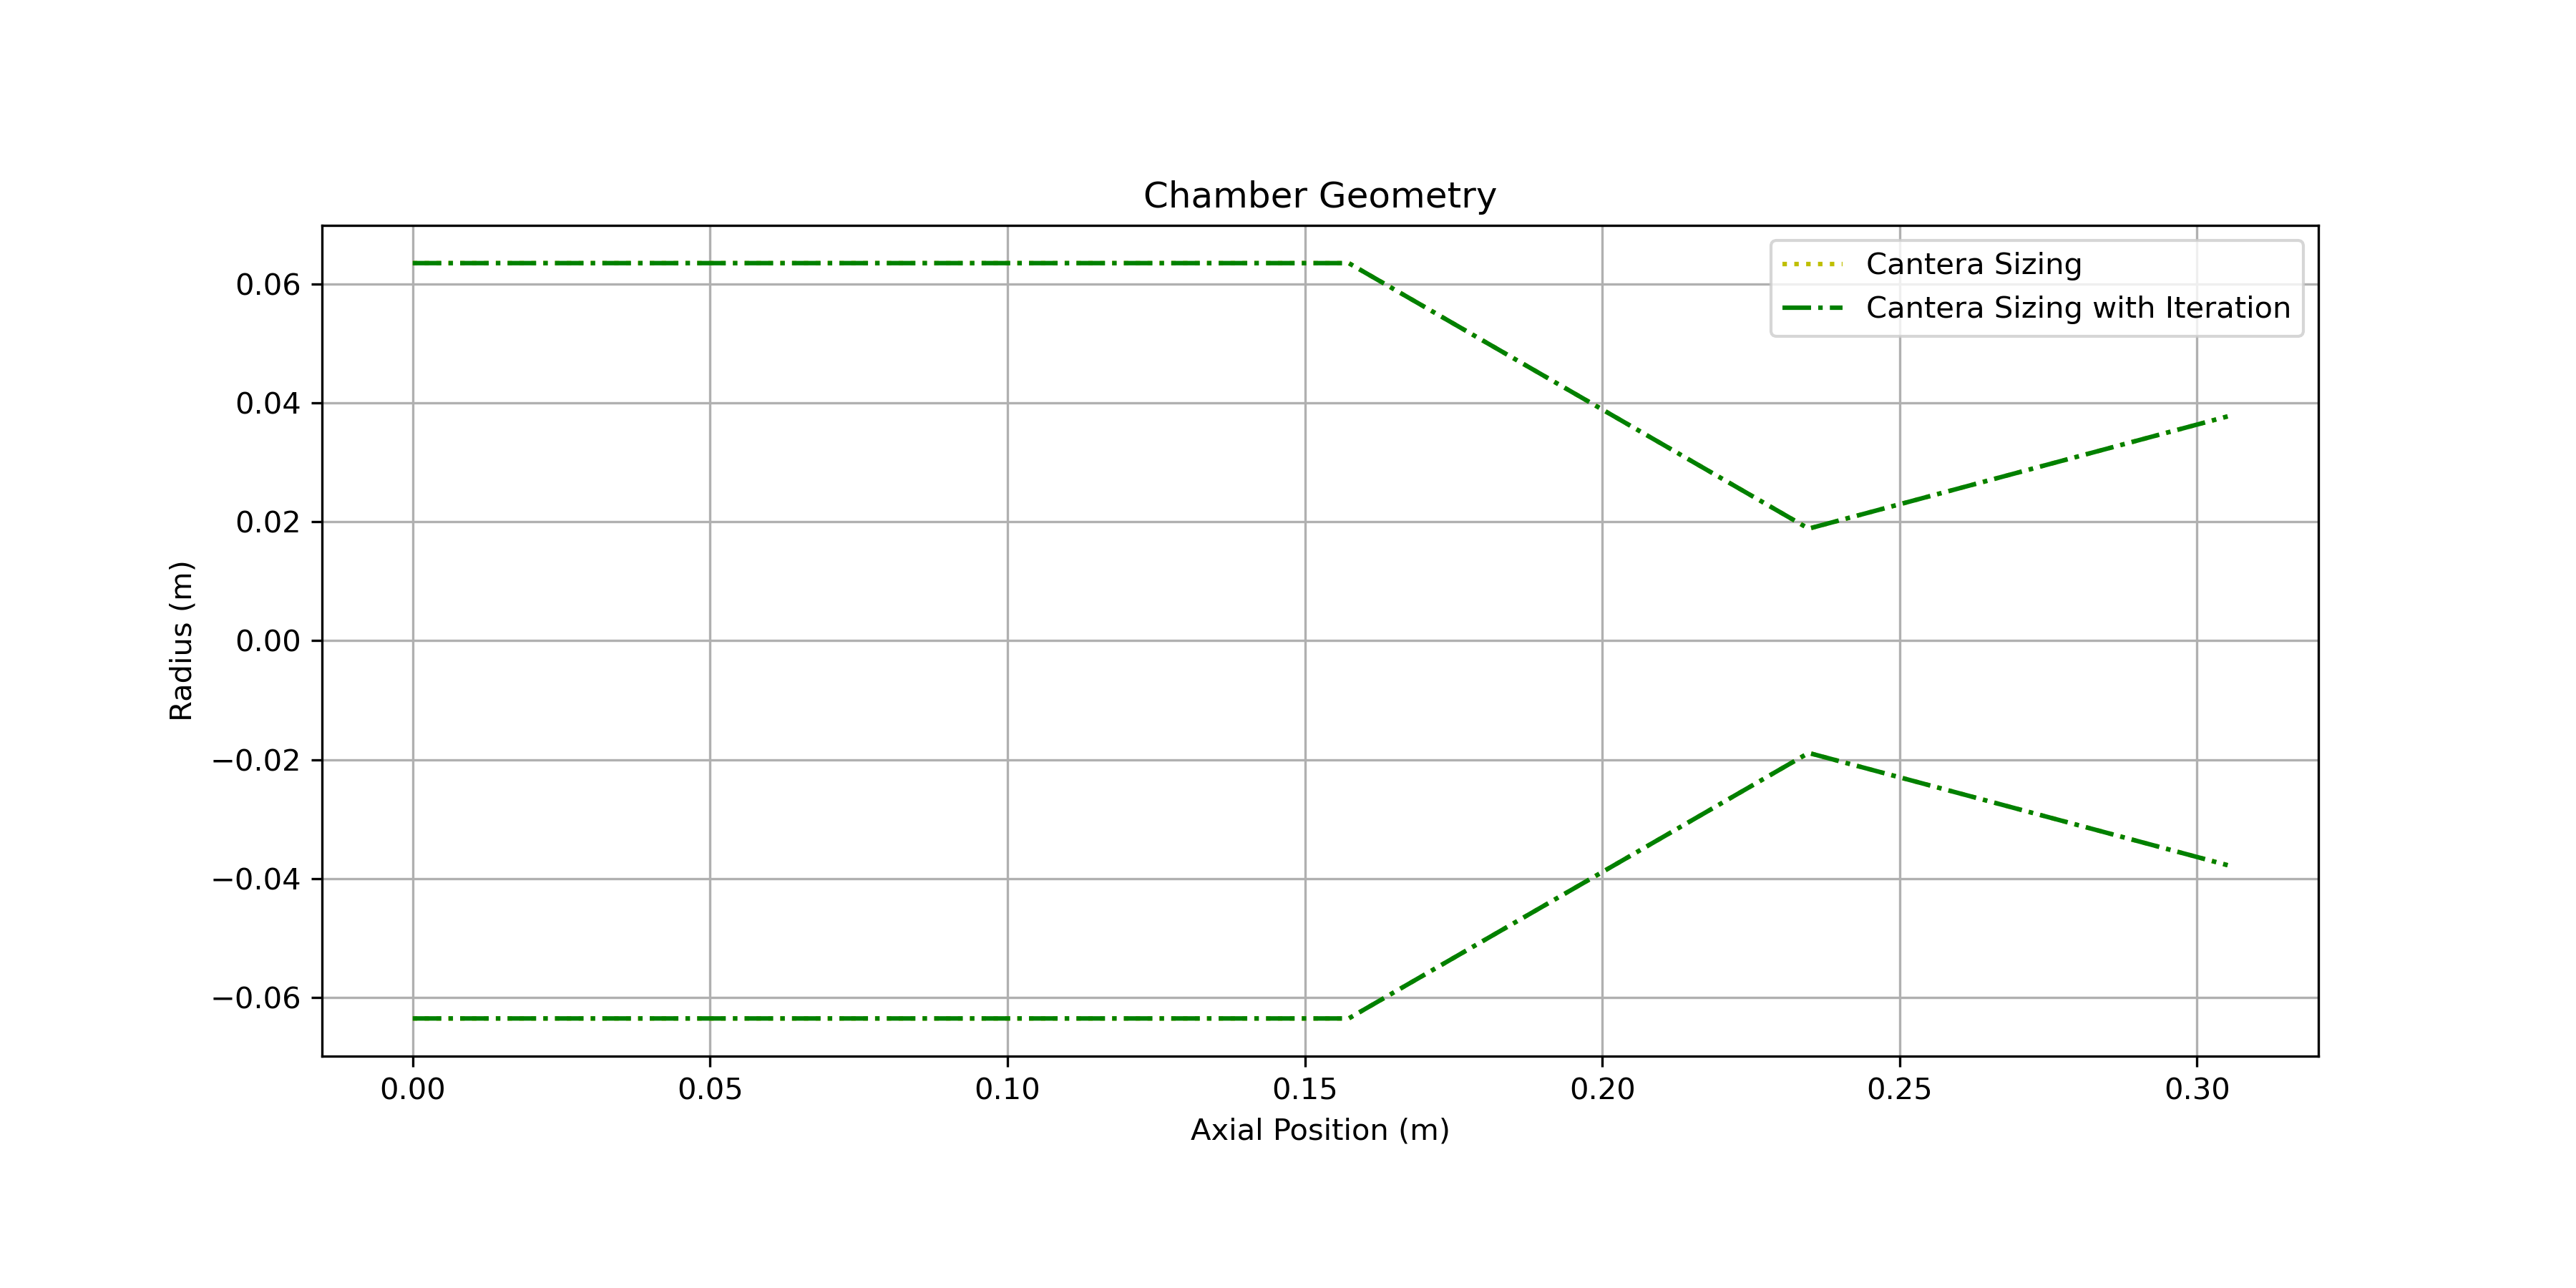 Chamber Geometry
Cantera Sizing
Cantera Sizing with Iteration
0.06
0.04
0.02
0.00
−0.02
−0.04
−0.06
Radius (m)
0.00 0.05 0.10 0.15 0.20 0.25 0.30
Axial Position (m)